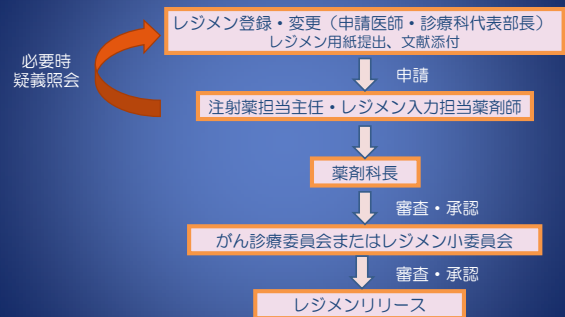 レジメン登録・変更（申請医師・診療科代表部長）
レジメン用紙提出、文献添付
必要時
疑義照会
申請
注射薬担当主任・レジメン入力担当薬剤師
薬剤科長
審査・承認
がん診療委員会またはレジメン小委員会
審査・承認
レジメンリリース